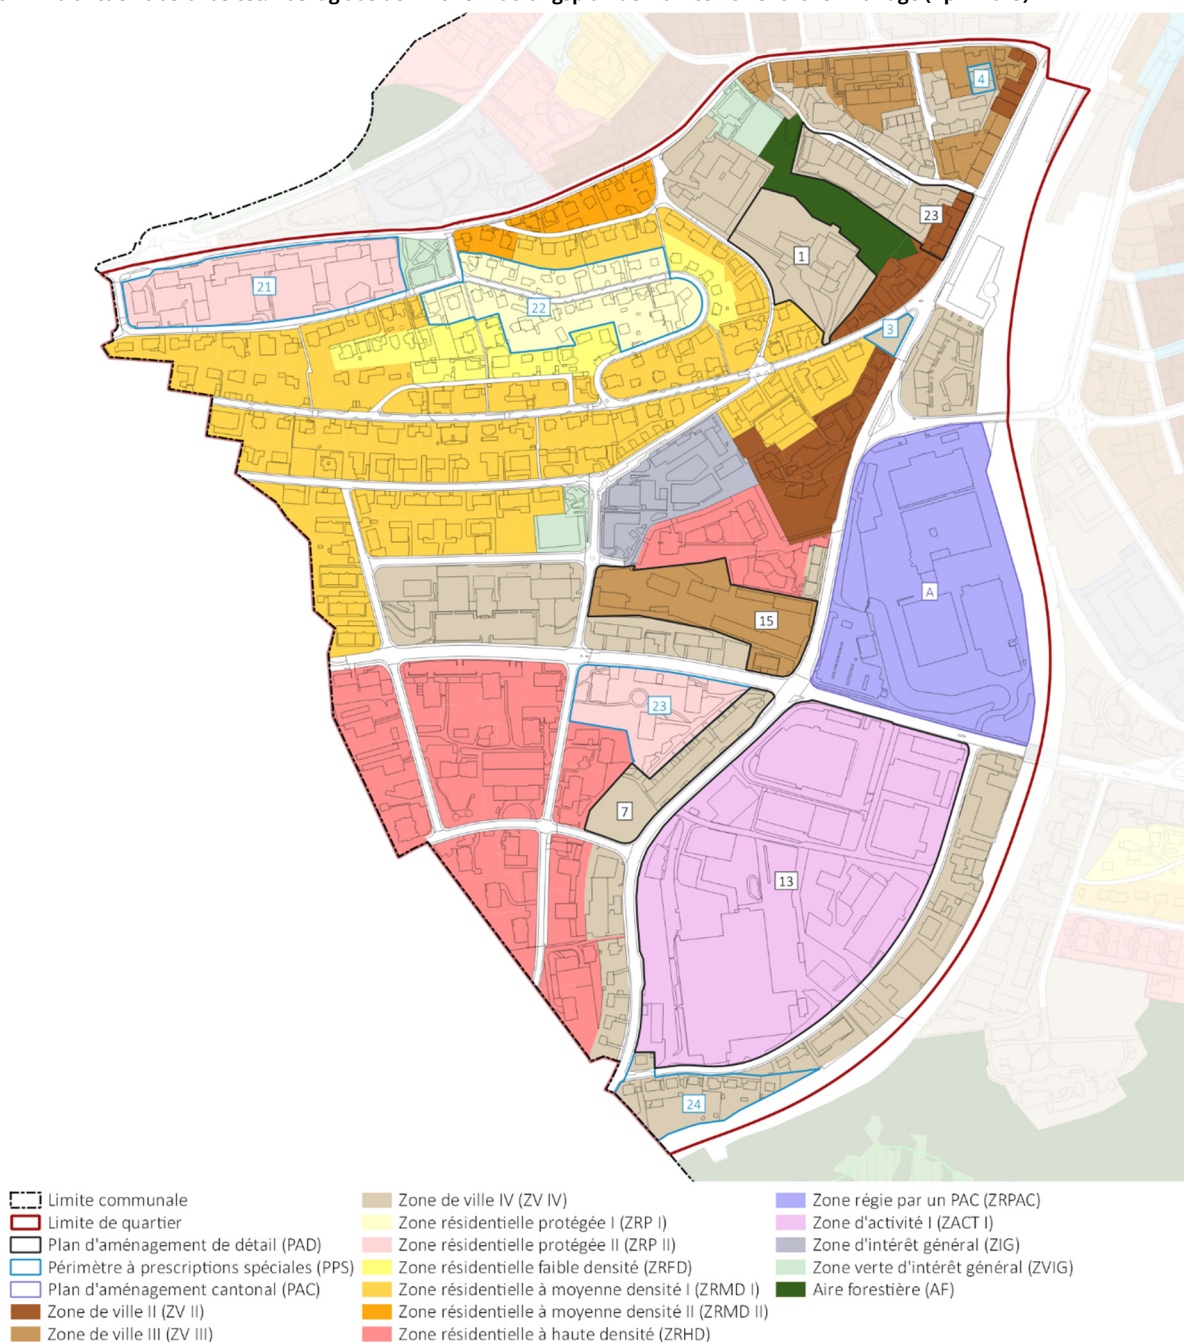 4
23
1
21
22
3
A
15
23
7
13
24
Limite communale
Limite de quartier
Plan d'aménagement de détail (PAD)
Périmètre à prescriptions spéciales (PPS)
Plan d'aménagement cantonal (PAC)
Zone de ville II (ZV II)
Zone de ville III (ZV III)
Zone de ville IV (ZV IV)
Zone résidentielle protégée I (ZRP I)
Zone résidentielle protégée II (ZRP II)
Zone résidentielle faible densité (ZRFD)
Zone résidentielle à moyenne densité I (ZRMD I)
Zone résidentielle à moyenne densité II (ZRMD II)
Zone résidentielle à haute densité (ZRHD)
Zone régie par un PAC (ZRPAC)
Zone d'activité I (ZACT I)
Zone d'intérêt général (ZIG)
Zone verte d'intérêt général (ZVIG)
Aire forestière (AF)